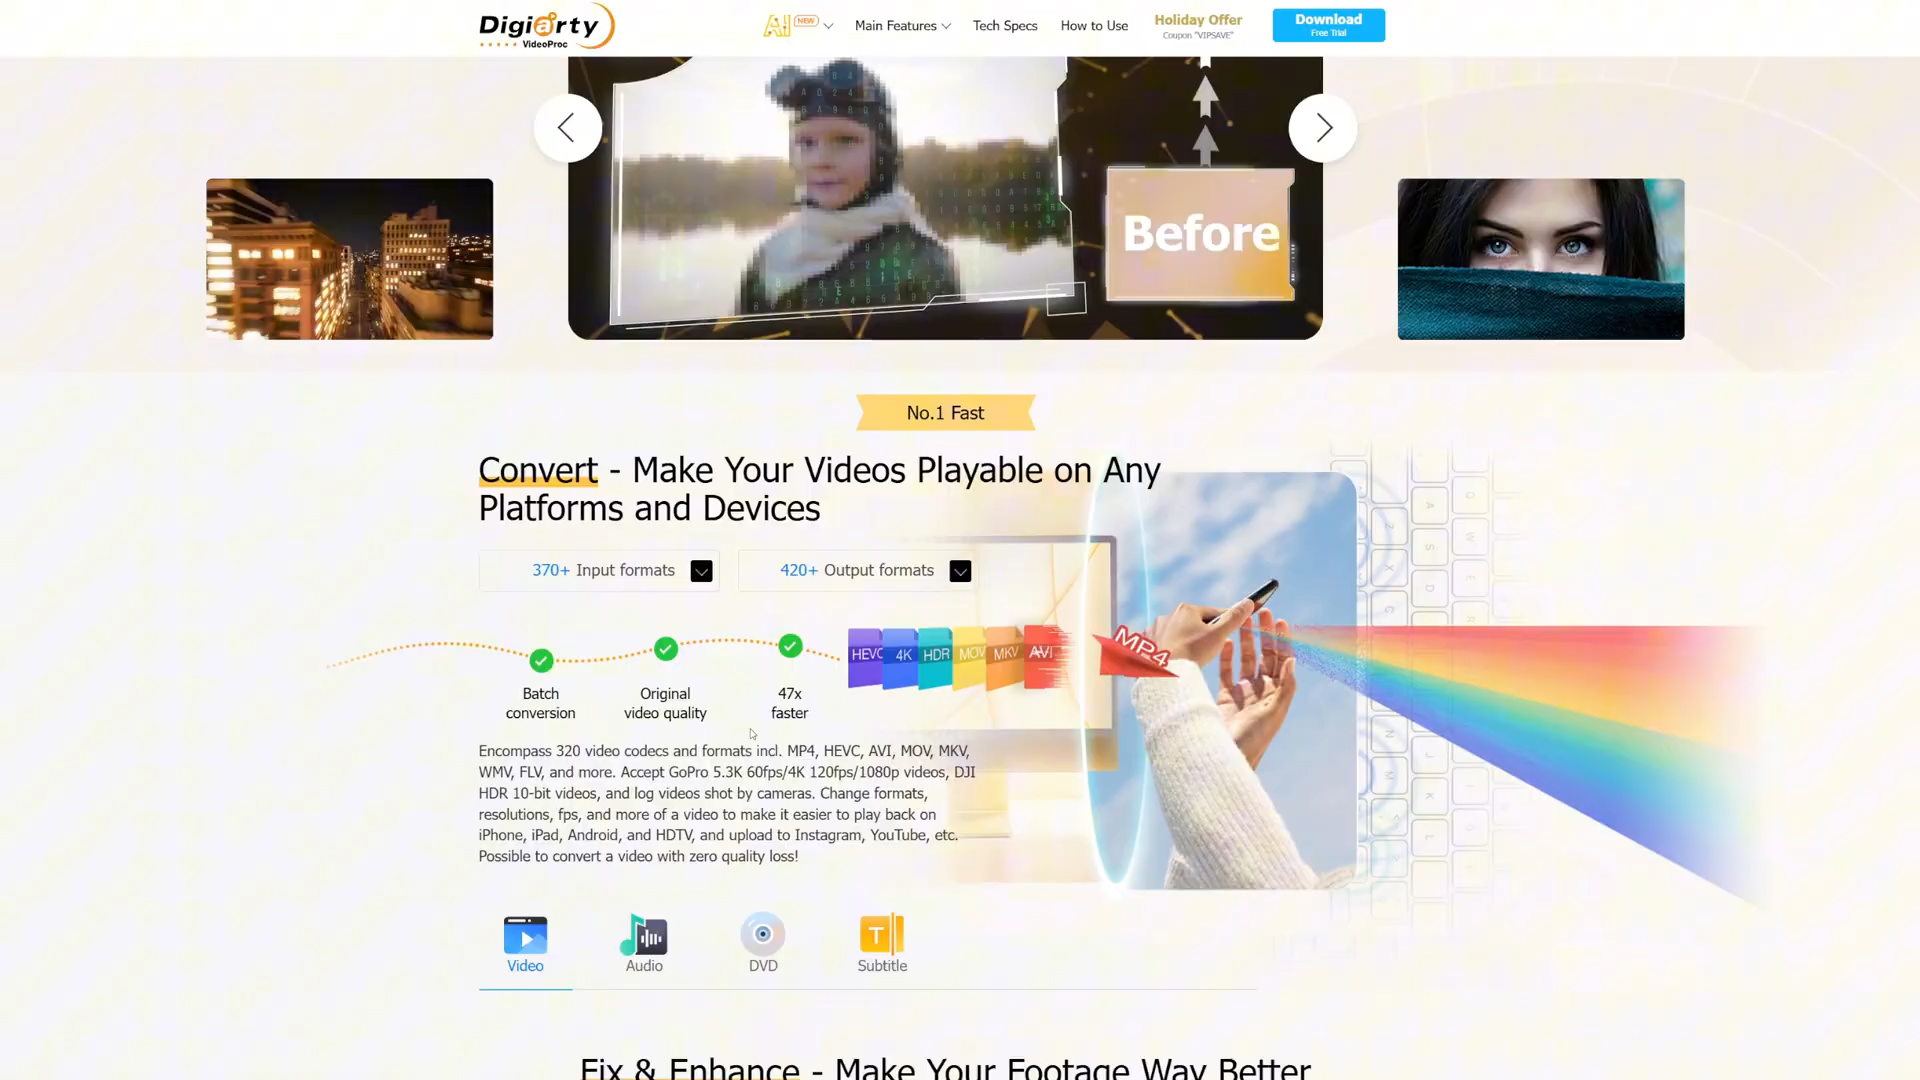 Digiarty
VideoProc
AI NEW
Main Features
Tech Specs
How to Use
Holiday Offer
Coupon "VIPSAVE"
Download
Free Trial
Before
No.1 Fast
Convert - Make Your Videos Playable on Any
Platforms and Devices
370+ Input formats
420+ Output formats
HEVC
4K
HDR
MOV
MKV
AVI
MP4
Batch
conversion
Original
video quality
47x
faster
Encompass 320 video codecs and formats incl. MP4, HEVC, AVI, MOV, MKV,
WMV, FLV, and more. Accept GoPro 5.3K 60fps/4K 120fps/1080p videos, DJI
HDR 10-bit videos, and log videos shot by cameras. Change formats,
resolutions, fps, and more of a video to make it easier to play back on
iPhone, iPad, Android, and HDTV, and upload to Instagram, YouTube, etc.
Possible to convert a video with zero quality loss!
Video
Audio
T
DVD
Subtitle
Fix & Enhance - Make Your Footage Way Better